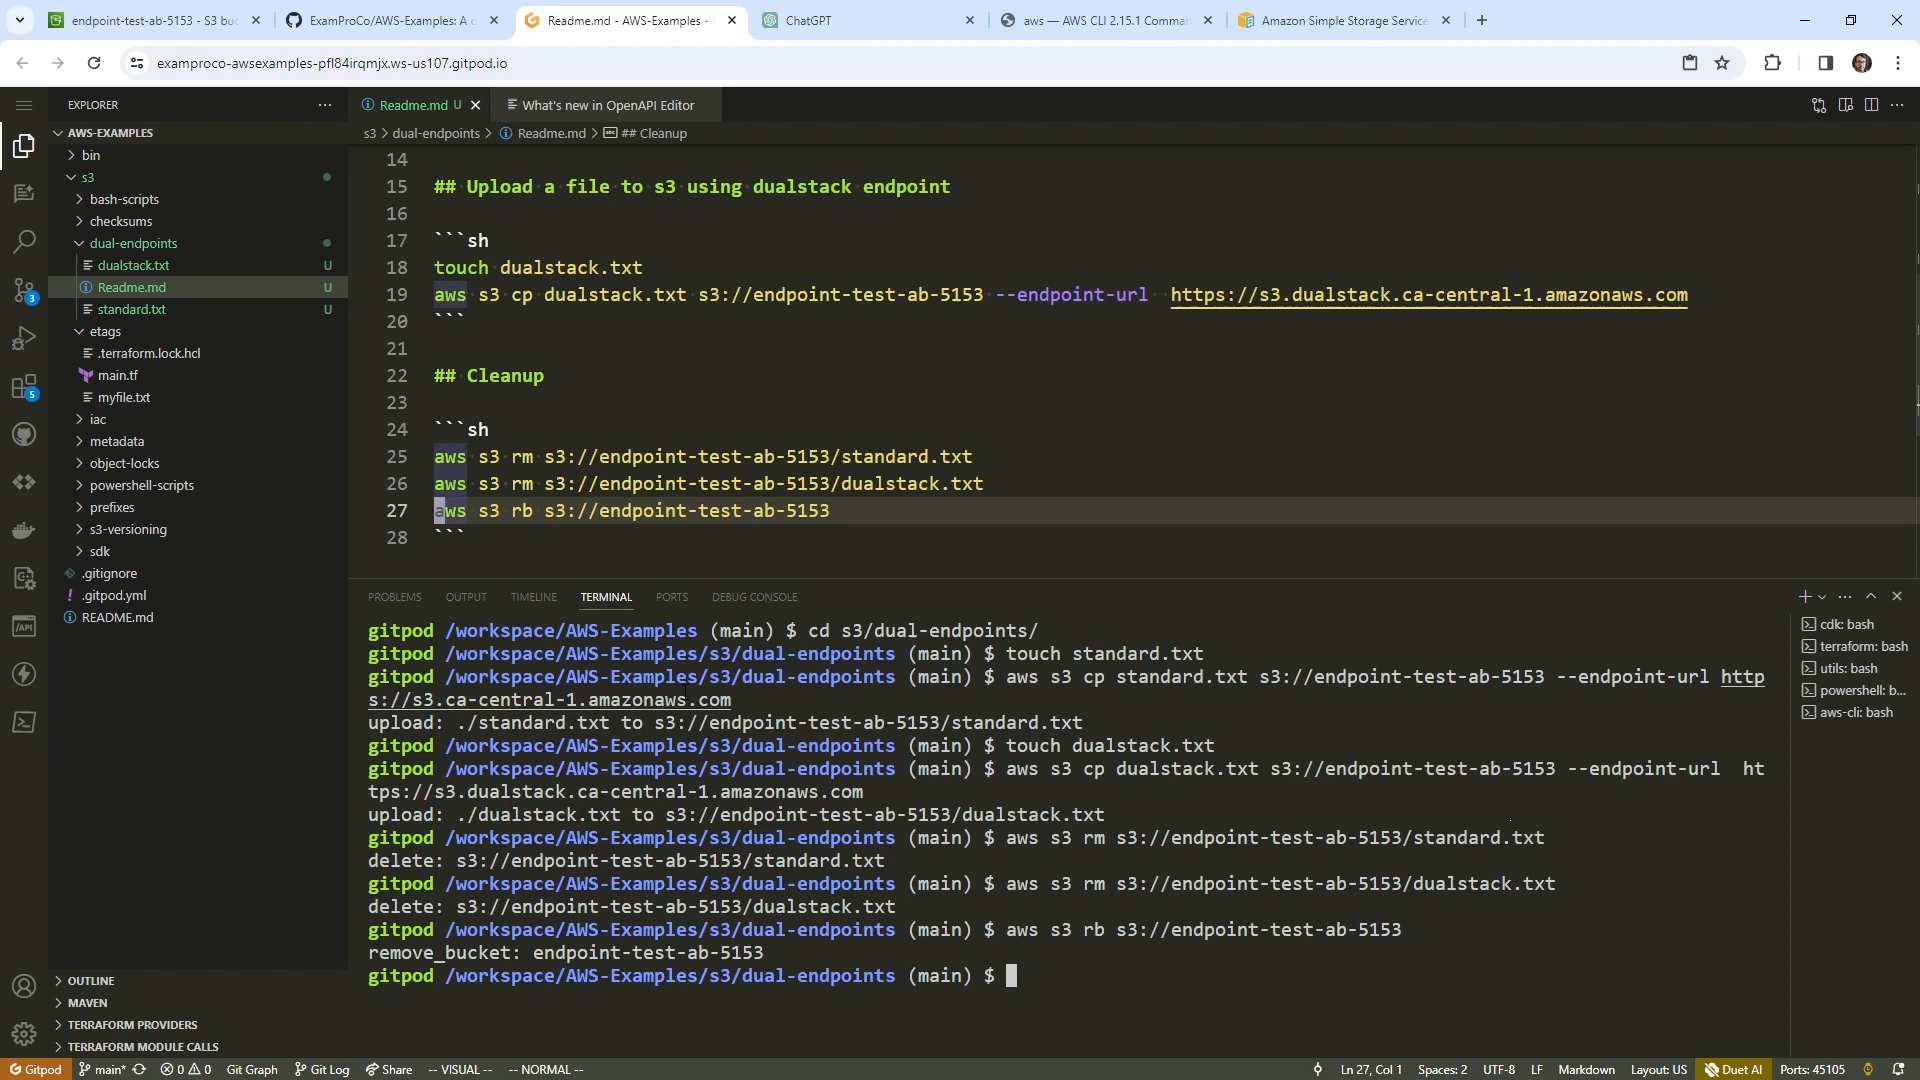 endpoint-test-ab-5153 - S3 buc
ExamProCo/AWS-Examples: A c
Readme.md - AWS-Examples -
ChatGPT
aws — AWS CLI 2.15.1 Comman
Amazon Simple Storage Service
examproco-awsexamples-pfl84irqmjx.ws-us107.gitpod.io
EXPLORER
Readme.md U
What's new in OpenAPI Editor
AWS-EXAMPLES
s3 > dual-endpoints > Readme.md > ## Cleanup
bin
s3
bash-scripts
checksums
dual-endpoints
dualstack.txt U
Readme.md U
standard.txt U
etags
.terraform.lock.hcl
main.tf
myfile.txt
iac
metadata
object-locks
powershell-scripts
prefixes
s3-versioning
sdk
.gitignore
.gitpod.yml
README.md
3
5
14
15 ## Upload a file to s3 using dualstack endpoint
16
17 ```sh
18 touch dualstack.txt
19 aws s3 cp dualstack.txt s3://endpoint-test-ab-5153 --endpoint-url  https://s3.dualstack.ca-central-1.amazonaws.com
20 ```
21
22 ## Cleanup
23
24 ```sh
25 aws s3 rm s3://endpoint-test-ab-5153/standard.txt
26 aws s3 rm s3://endpoint-test-ab-5153/dualstack.txt
27 aws s3 rb s3://endpoint-test-ab-5153
28 ```
PROBLEMS OUTPUT TIMELINE TERMINAL PORTS DEBUG CONSOLE
gitpod /workspace/AWS-Examples (main) $ cd s3/dual-endpoints/
gitpod /workspace/AWS-Examples/s3/dual-endpoints (main) $ touch standard.txt
gitpod /workspace/AWS-Examples/s3/dual-endpoints (main) $ aws s3 cp standard.txt s3://endpoint-test-ab-5153 --endpoint-url http
s://s3.ca-central-1.amazonaws.com
upload: ./standard.txt to s3://endpoint-test-ab-5153/standard.txt
gitpod /workspace/AWS-Examples/s3/dual-endpoints (main) $ touch dualstack.txt
gitpod /workspace/AWS-Examples/s3/dual-endpoints (main) $ aws s3 cp dualstack.txt s3://endpoint-test-ab-5153 --endpoint-url  ht
tps://s3.dualstack.ca-central-1.amazonaws.com
upload: ./dualstack.txt to s3://endpoint-test-ab-5153/dualstack.txt
gitpod /workspace/AWS-Examples/s3/dual-endpoints (main) $ aws s3 rm s3://endpoint-test-ab-5153/standard.txt
delete: s3://endpoint-test-ab-5153/standard.txt
gitpod /workspace/AWS-Examples/s3/dual-endpoints (main) $ aws s3 rm s3://endpoint-test-ab-5153/dualstack.txt
delete: s3://endpoint-test-ab-5153/dualstack.txt
gitpod /workspace/AWS-Examples/s3/dual-endpoints (main) $ aws s3 rb s3://endpoint-test-ab-5153
remove_bucket: endpoint-test-ab-5153
gitpod /workspace/AWS-Examples/s3/dual-endpoints (main) $
cdk: bash
terraform: bash
utils: bash
powershell: b...
aws-cli: bash
OUTLINE
MAVEN
TERRAFORM PROVIDERS
TERRAFORM MODULE CALLS
Gitpod main* 0 0 Git Graph Git Log Share -- VISUAL -- -- NORMAL -- Ln 27, Col 1 Spaces: 2 UTF-8 LF Markdown Layout: US Duet AI Ports: 45105